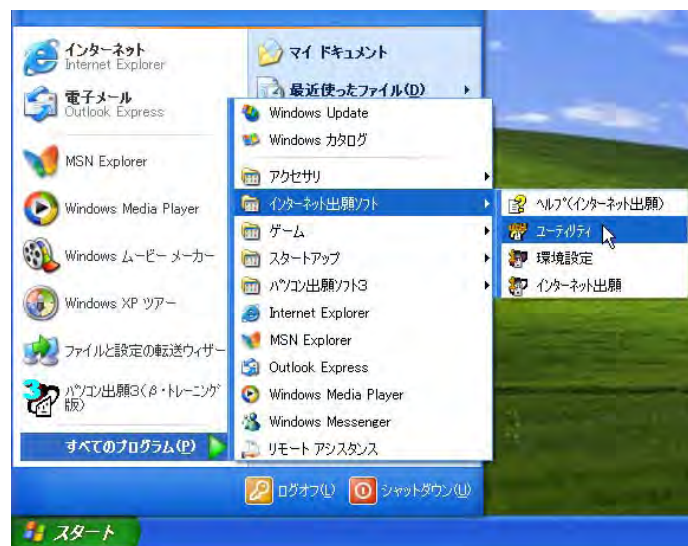 インターネット
Internet Explorer
電子メール
Outlook Express
MSN Explorer
Windows Media Player
Windows ムービー メーカー
Windows XP ツアー
ファイルと設定の転送ウィザー
パソコン出願3(β・トレーニング
版)
すべてのプログラム(P)
マイ ドキュメント
最近使ったファイル(D)
Windows Update
Windows カタログ
アクセサリ
インターネット出願ソフト
ゲーム
スタートアップ
パソコン出願ソフト3
Internet Explorer
MSN Explorer
Outlook Express
Windows Media Player
Windows Messenger
リモート アシスタンス
ヘルプ(インターネット出願)
ユーティリティ
環境設定
インターネット出願
ログオフ(L)
シャットダウン(U)
スタート